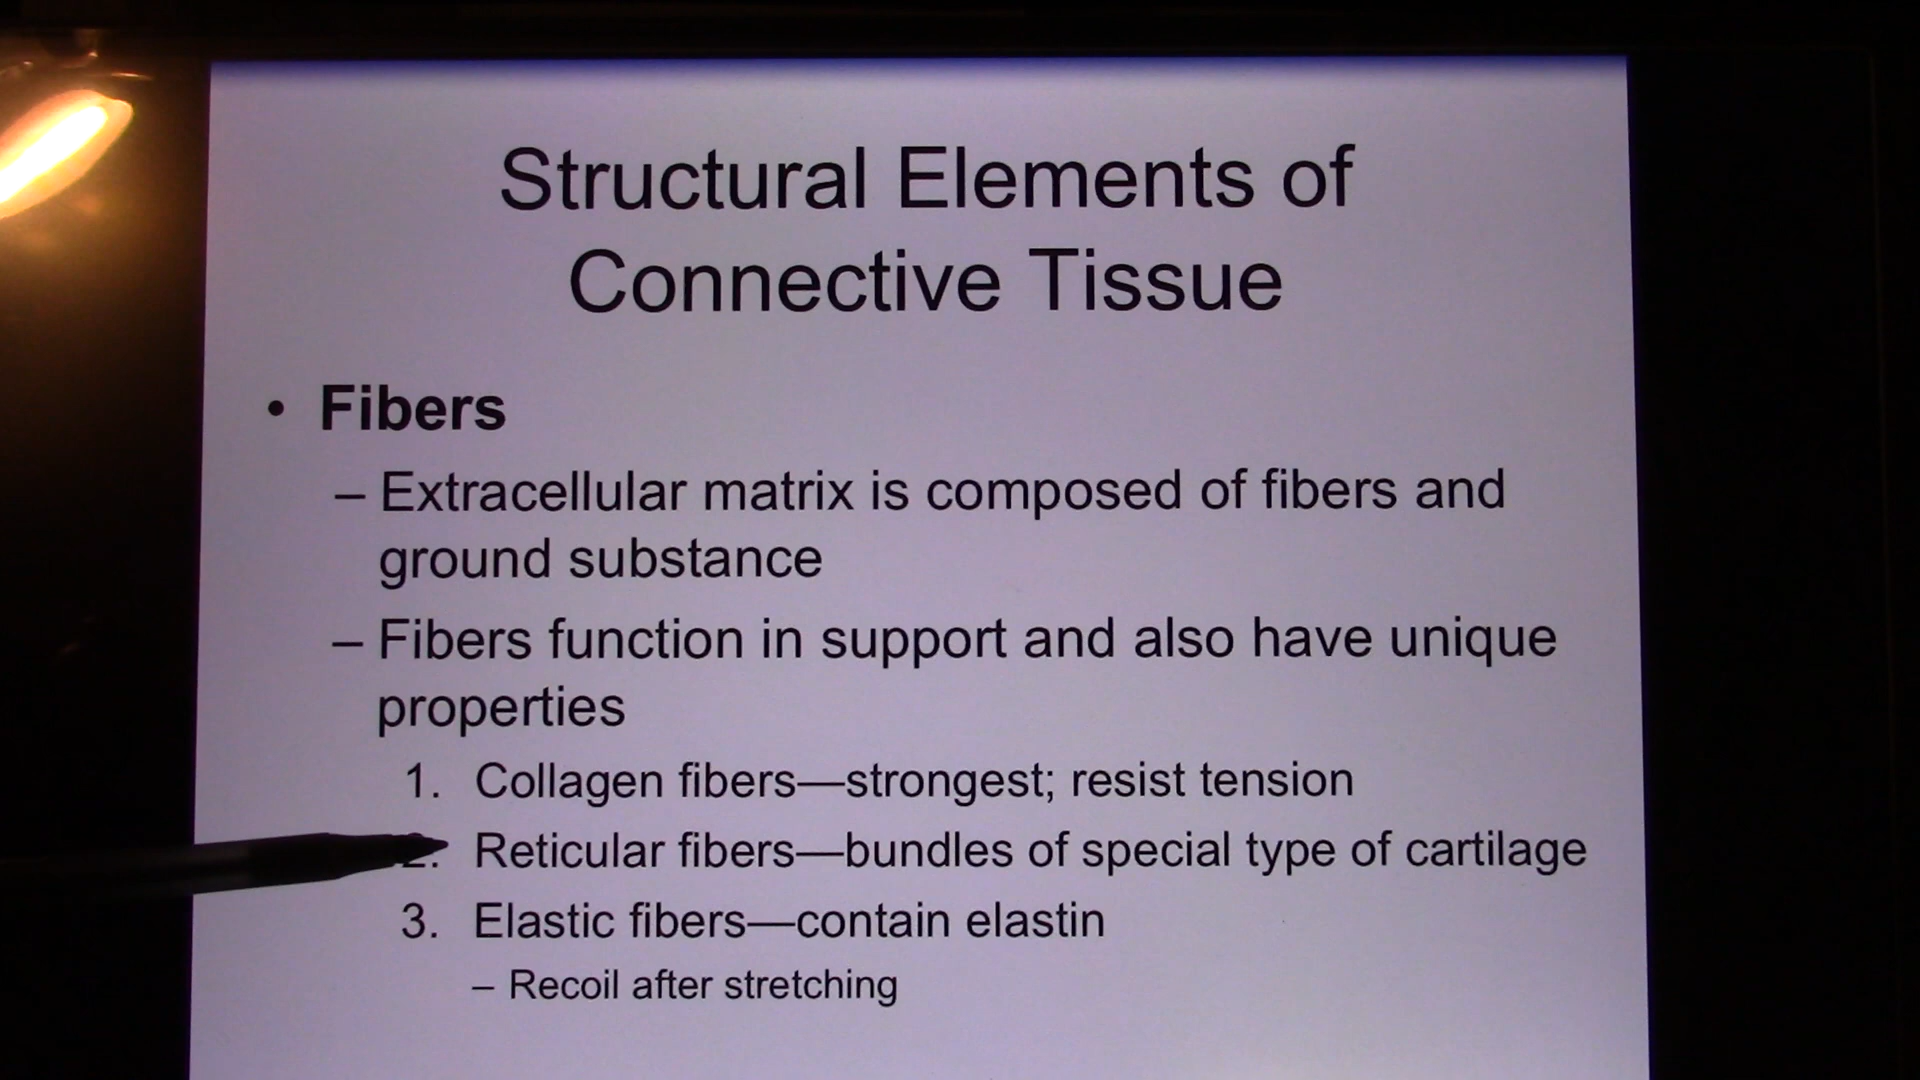 Structural Elements of
Connective Tissue
• Fibers
– Extracellular matrix is composed of fibers and
ground substance
– Fibers function in support and also have unique
properties
1. Collagen fibers—strongest; resist tension
2. Reticular fibers—bundles of special type of cartilage
3. Elastic fibers—contain elastin
– Recoil after stretching